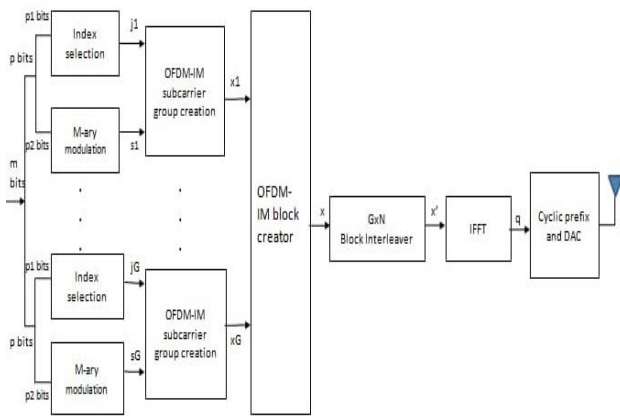 p1 bits
Index
selection
j1
p bits
OFDM-IM
subcarrier
group creation
x1
p2 bits
M-ary
modulation
s1
m
bits
OFDM-
IM block
creator
x
GxN
Block Interleaver
x'
IFFT
q
Cyclic prefix
and DAC
p1 bits
Index
selection
jG
p bits
OFDM-IM
subcarrier
group creation
xG
p2 bits
M-ary
modulation
sG